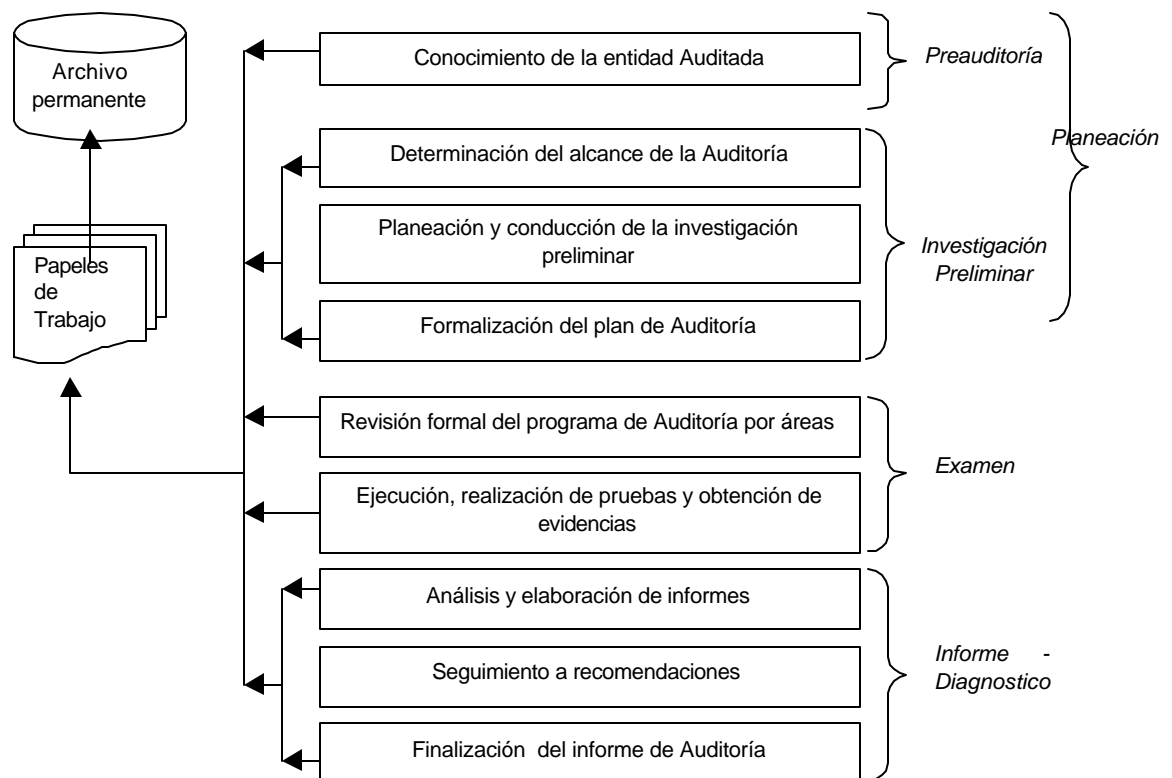 Archivo
permanente
Papeles
de
Trabajo
Conocimiento de la entidad Auditada
Determinación del alcance de la Auditoría
Planeación y conducción de la investigación
preliminar
Formalización del plan de Auditoría
Revisión formal del programa de Auditoría por áreas
Ejecución, realización de pruebas y obtención de
evidencias
Análisis y elaboración de informes
Seguimiento a recomendaciones
Finalización del informe de Auditoría
Preauditoría
Investigación
Preliminar
Planeación
Examen
Informe -
Diagnostico